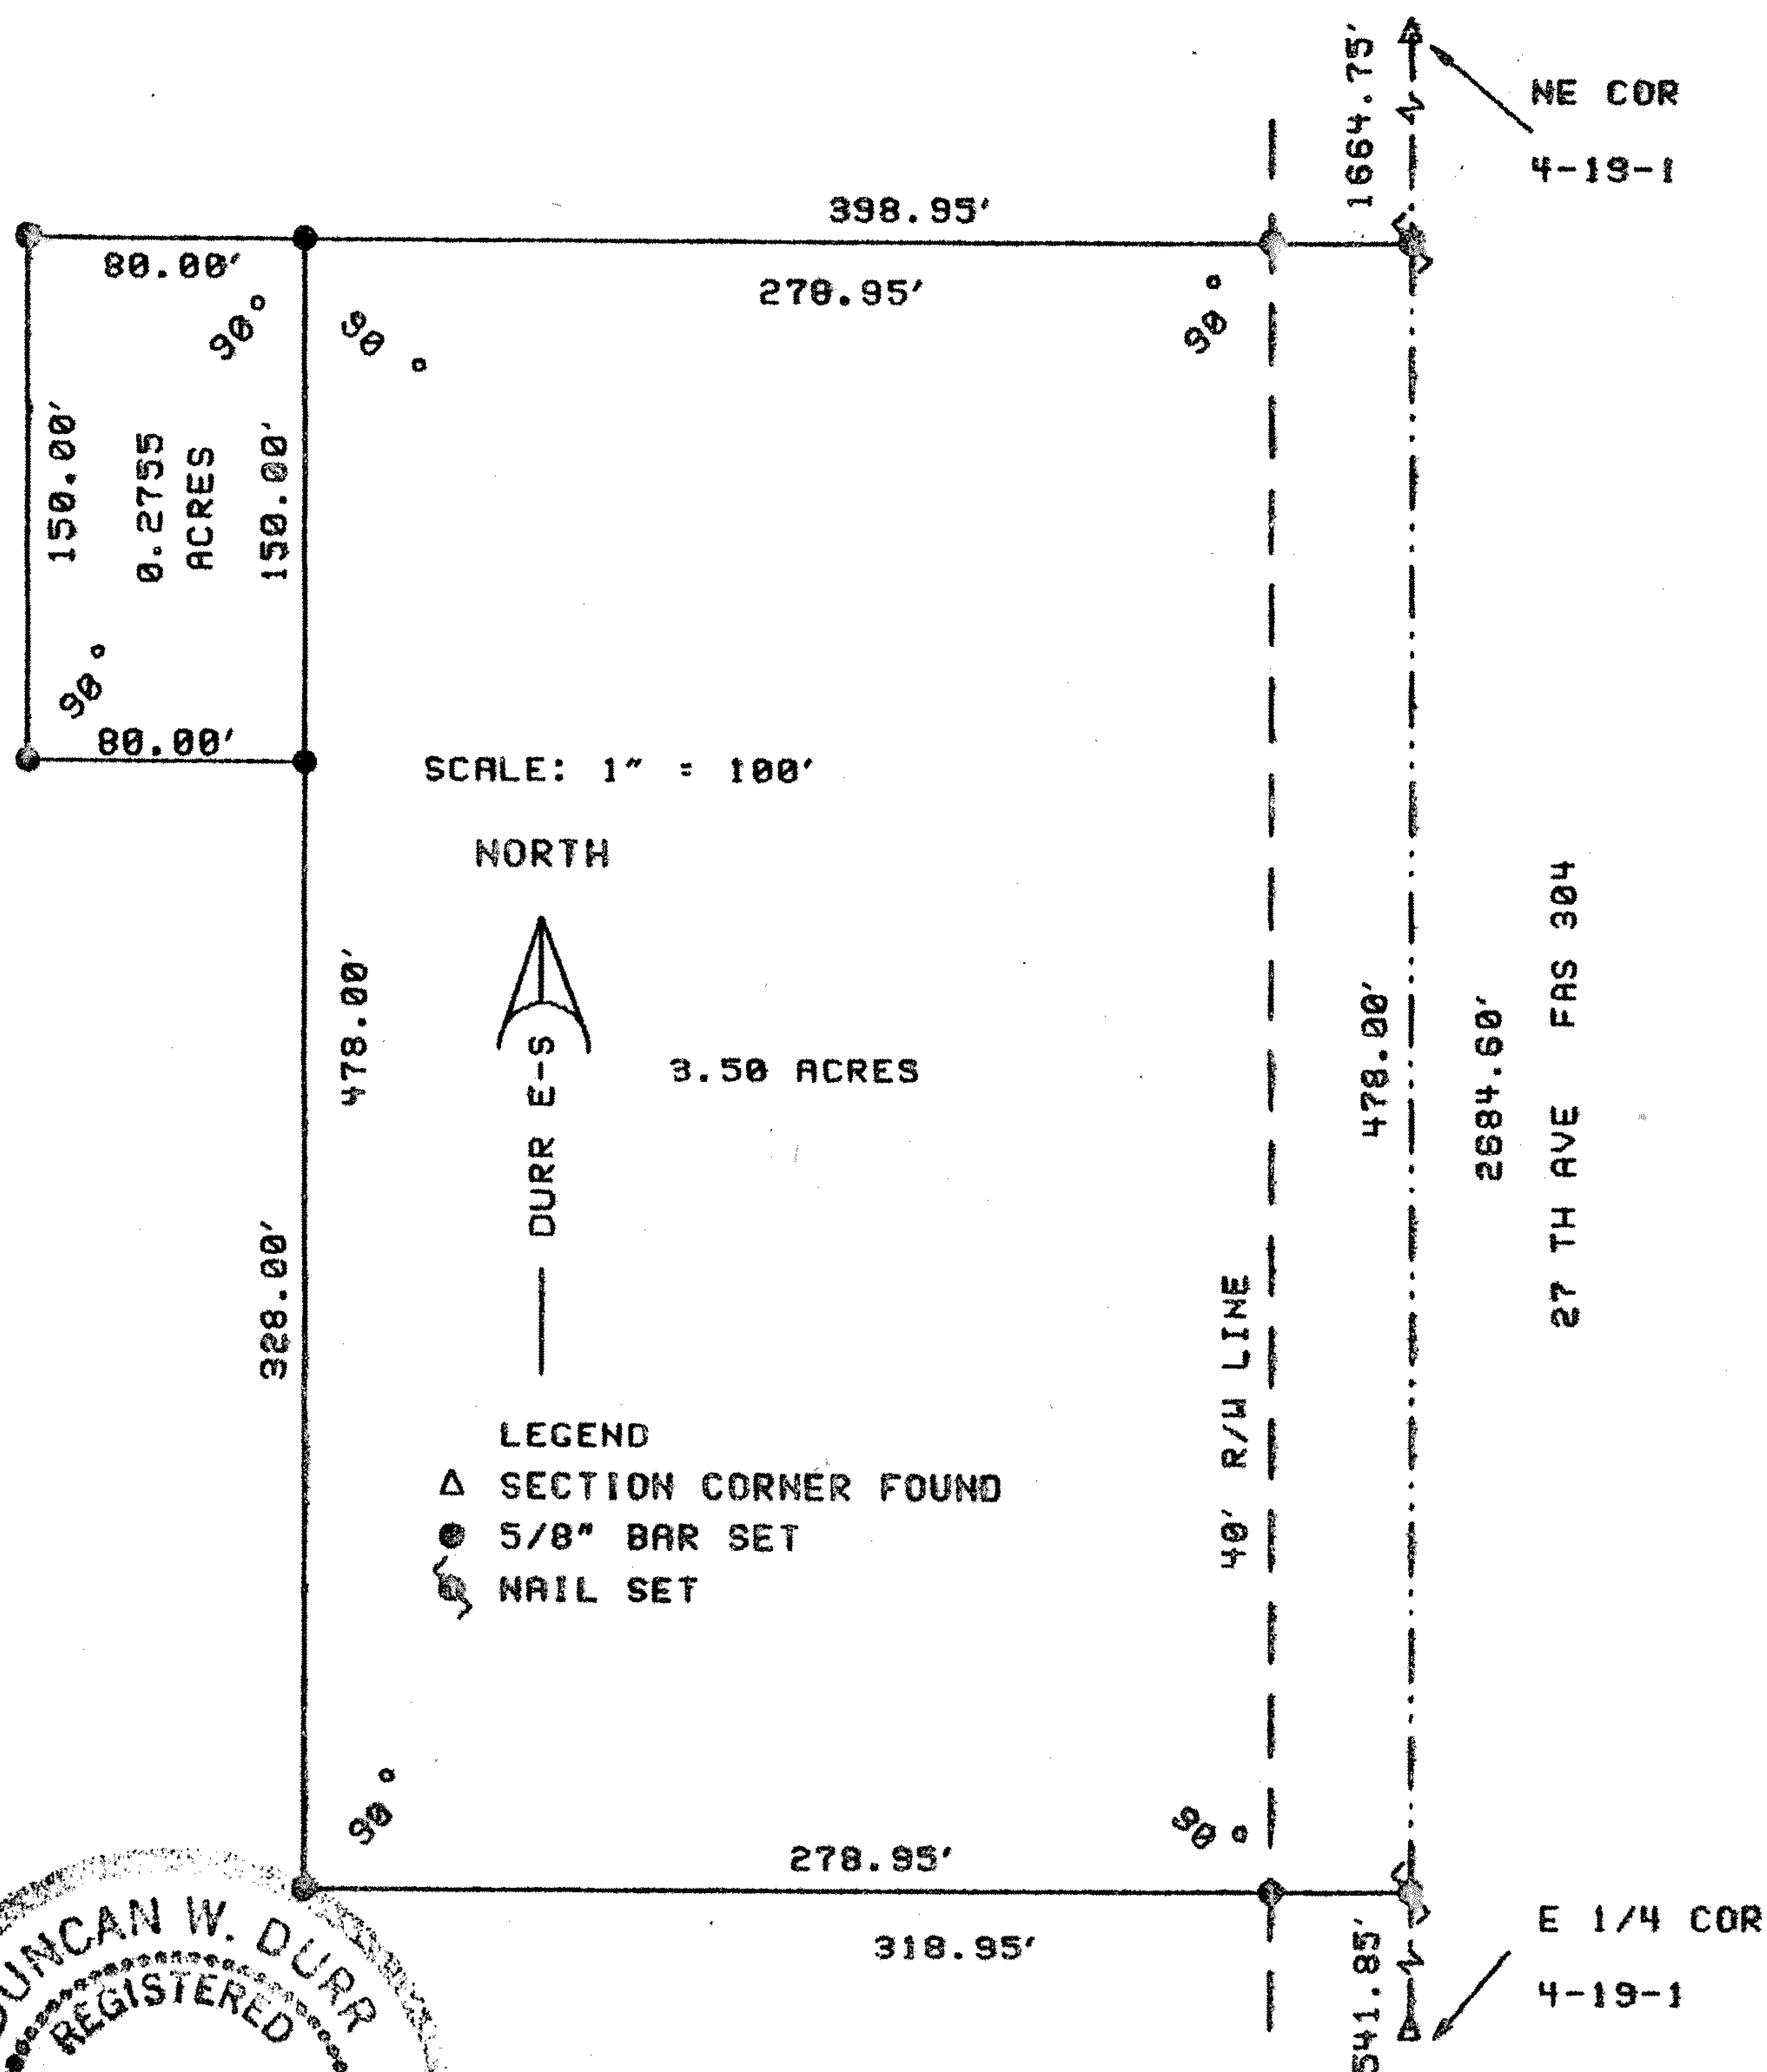 1664.75'
NE COR
4-19-1
398.95'
80.00'
278.95'
90°
90°
90°
150.00'
0.2755
ACRES
150.00'
90°
80.00'
SCALE: 1" = 100'
NORTH
DURR E-S
478.00'
3.50 ACRES
478.00'
2684.60'
27 TH AVE FAS 304
328.00'
40' R/W LINE
LEGEND
SECTION CORNER FOUND
5/8" BAR SET
NAIL SET
90°
90°
278.95'
318.95'
541.85'
E 1/4 COR
4-19-1
DUNCAN W. DURR
REGISTERED